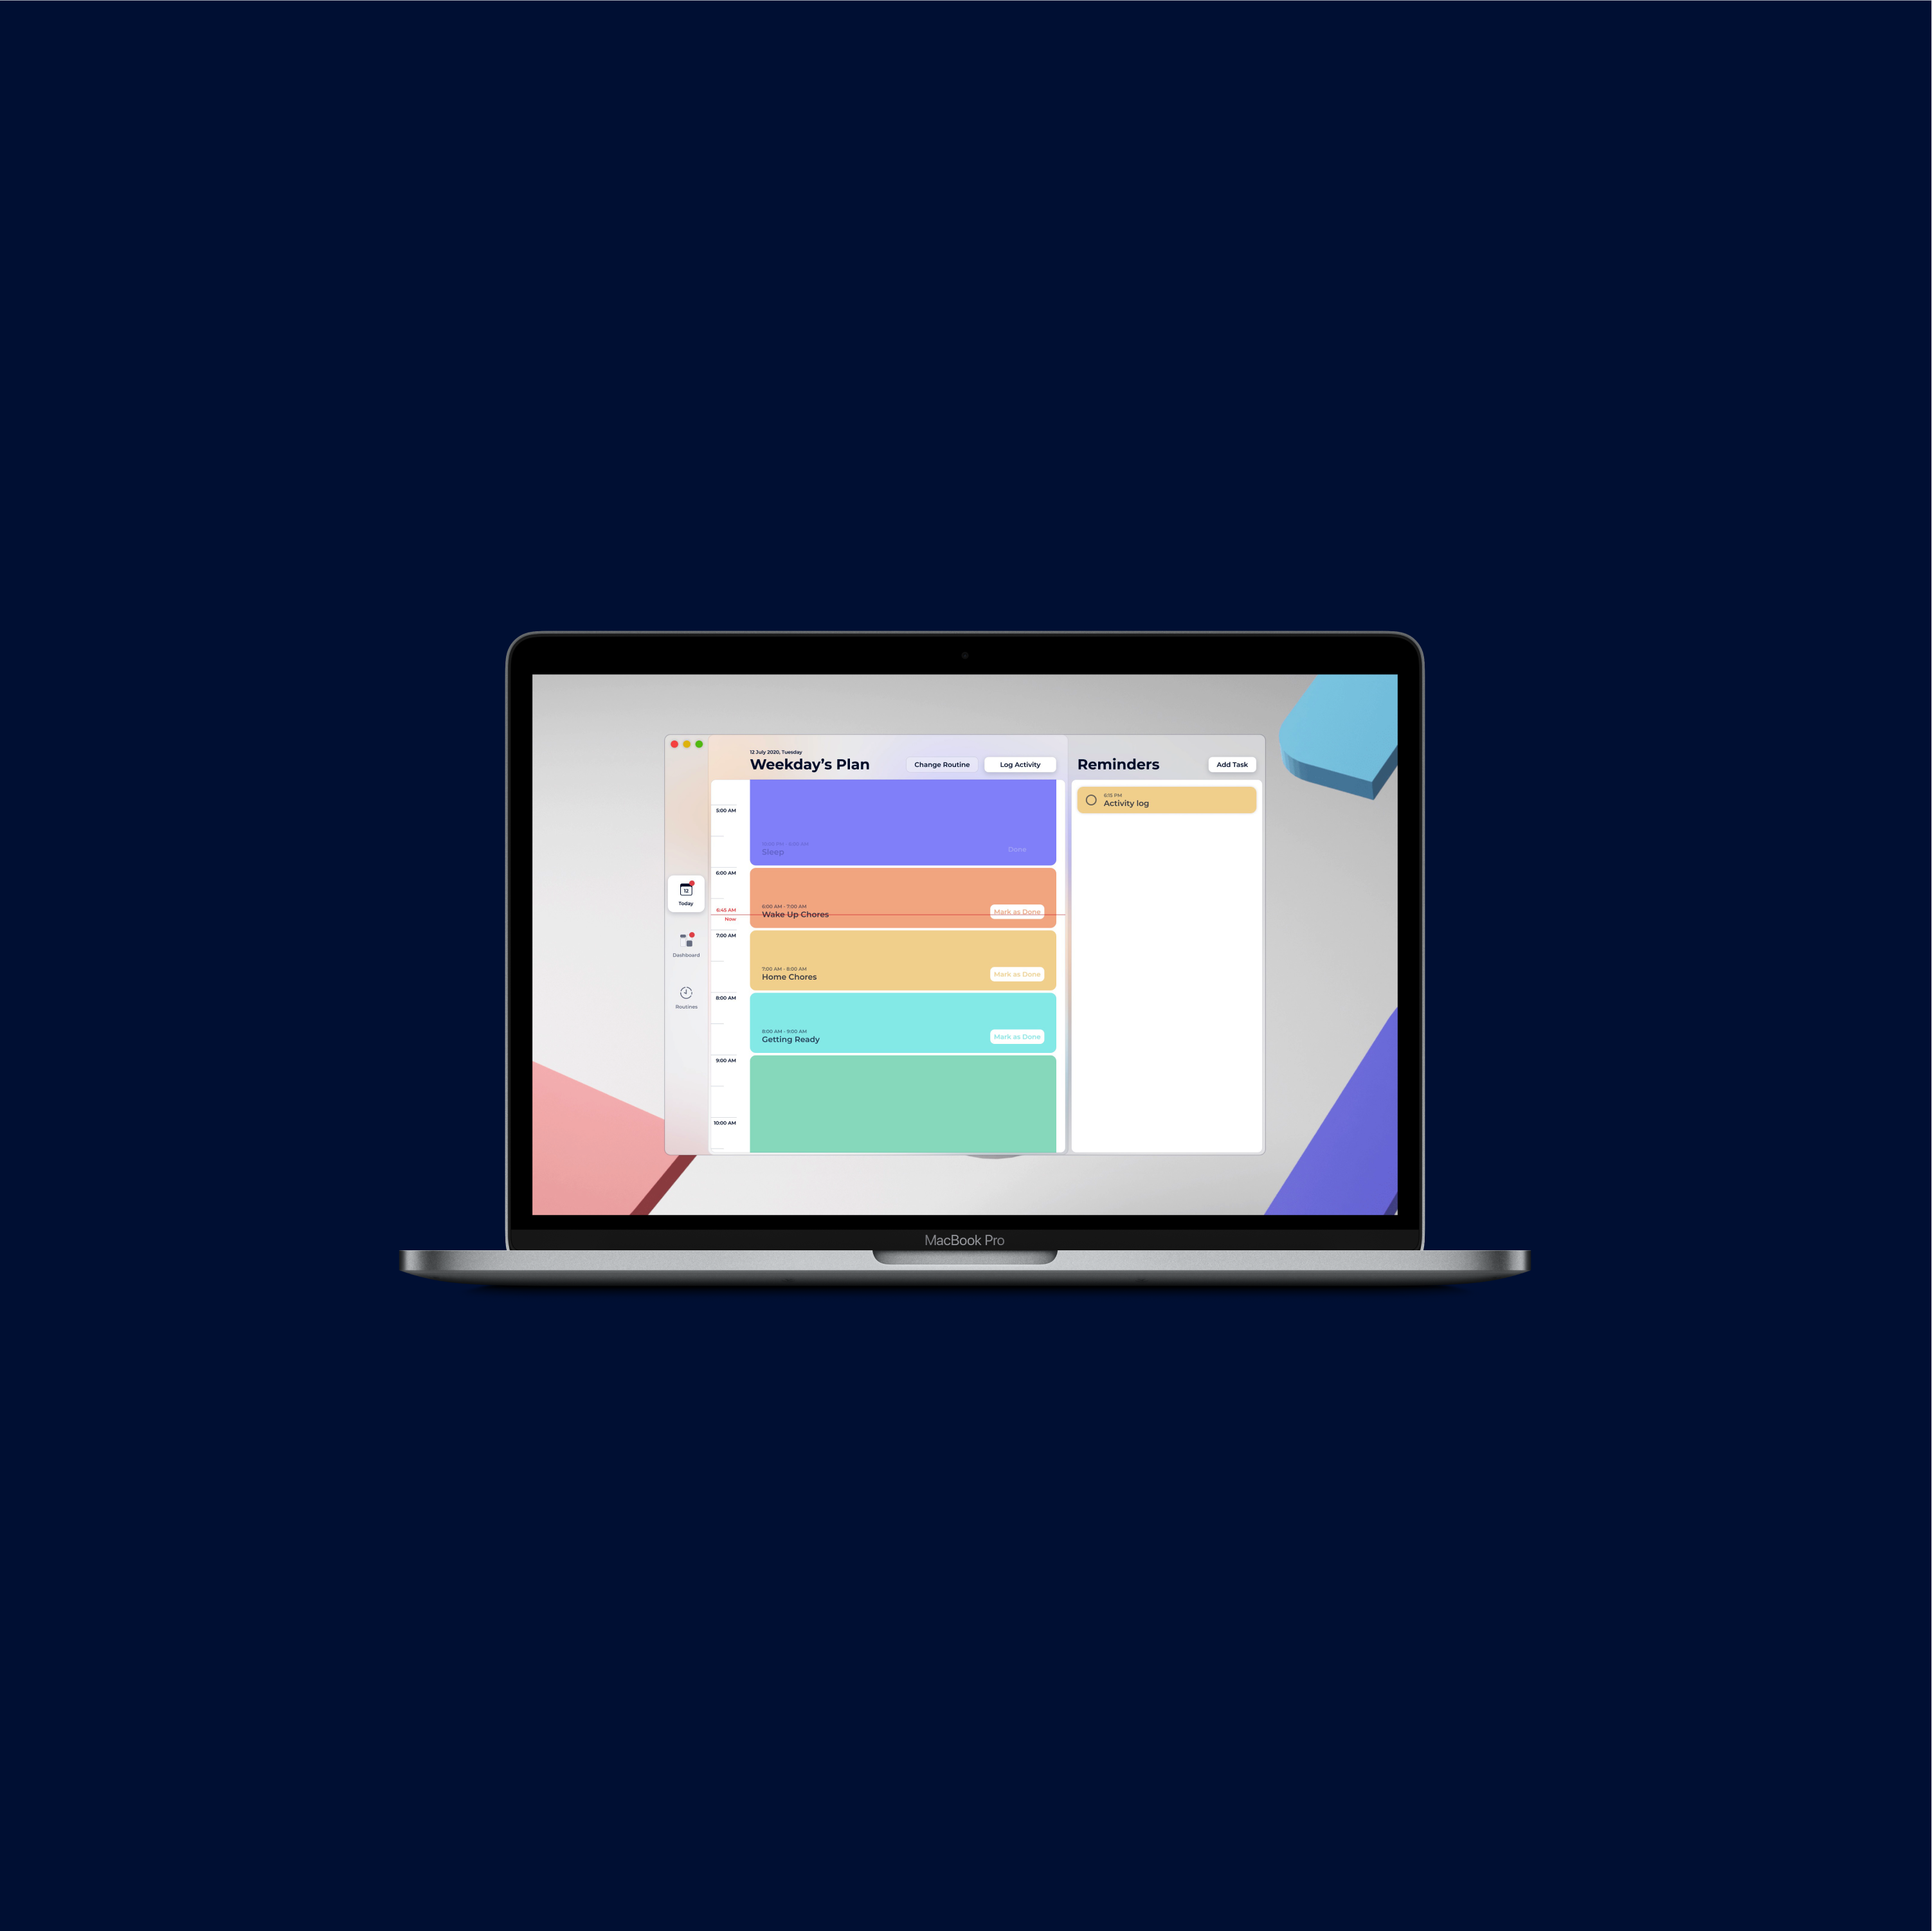 12 July 2020, Tuesday
Weekday's Plan
Change Routine
Log Activity
Reminders
Add Task
6:15 PM
Activity log
5:00 AM
Sleep
Done
6:00 AM
6:00 AM - 7:00 AM
Wake Up Chores
Mark as Done
6:45 AM
Now
7:00 AM
7:00 AM - 8:00 AM
Home Chores
Mark as Done
8:00 AM
8:00 AM - 9:00 AM
Getting Ready
Mark as Done
9:00 AM
10:00 AM
12
Today
Dashboard
Routines
MacBook Pro